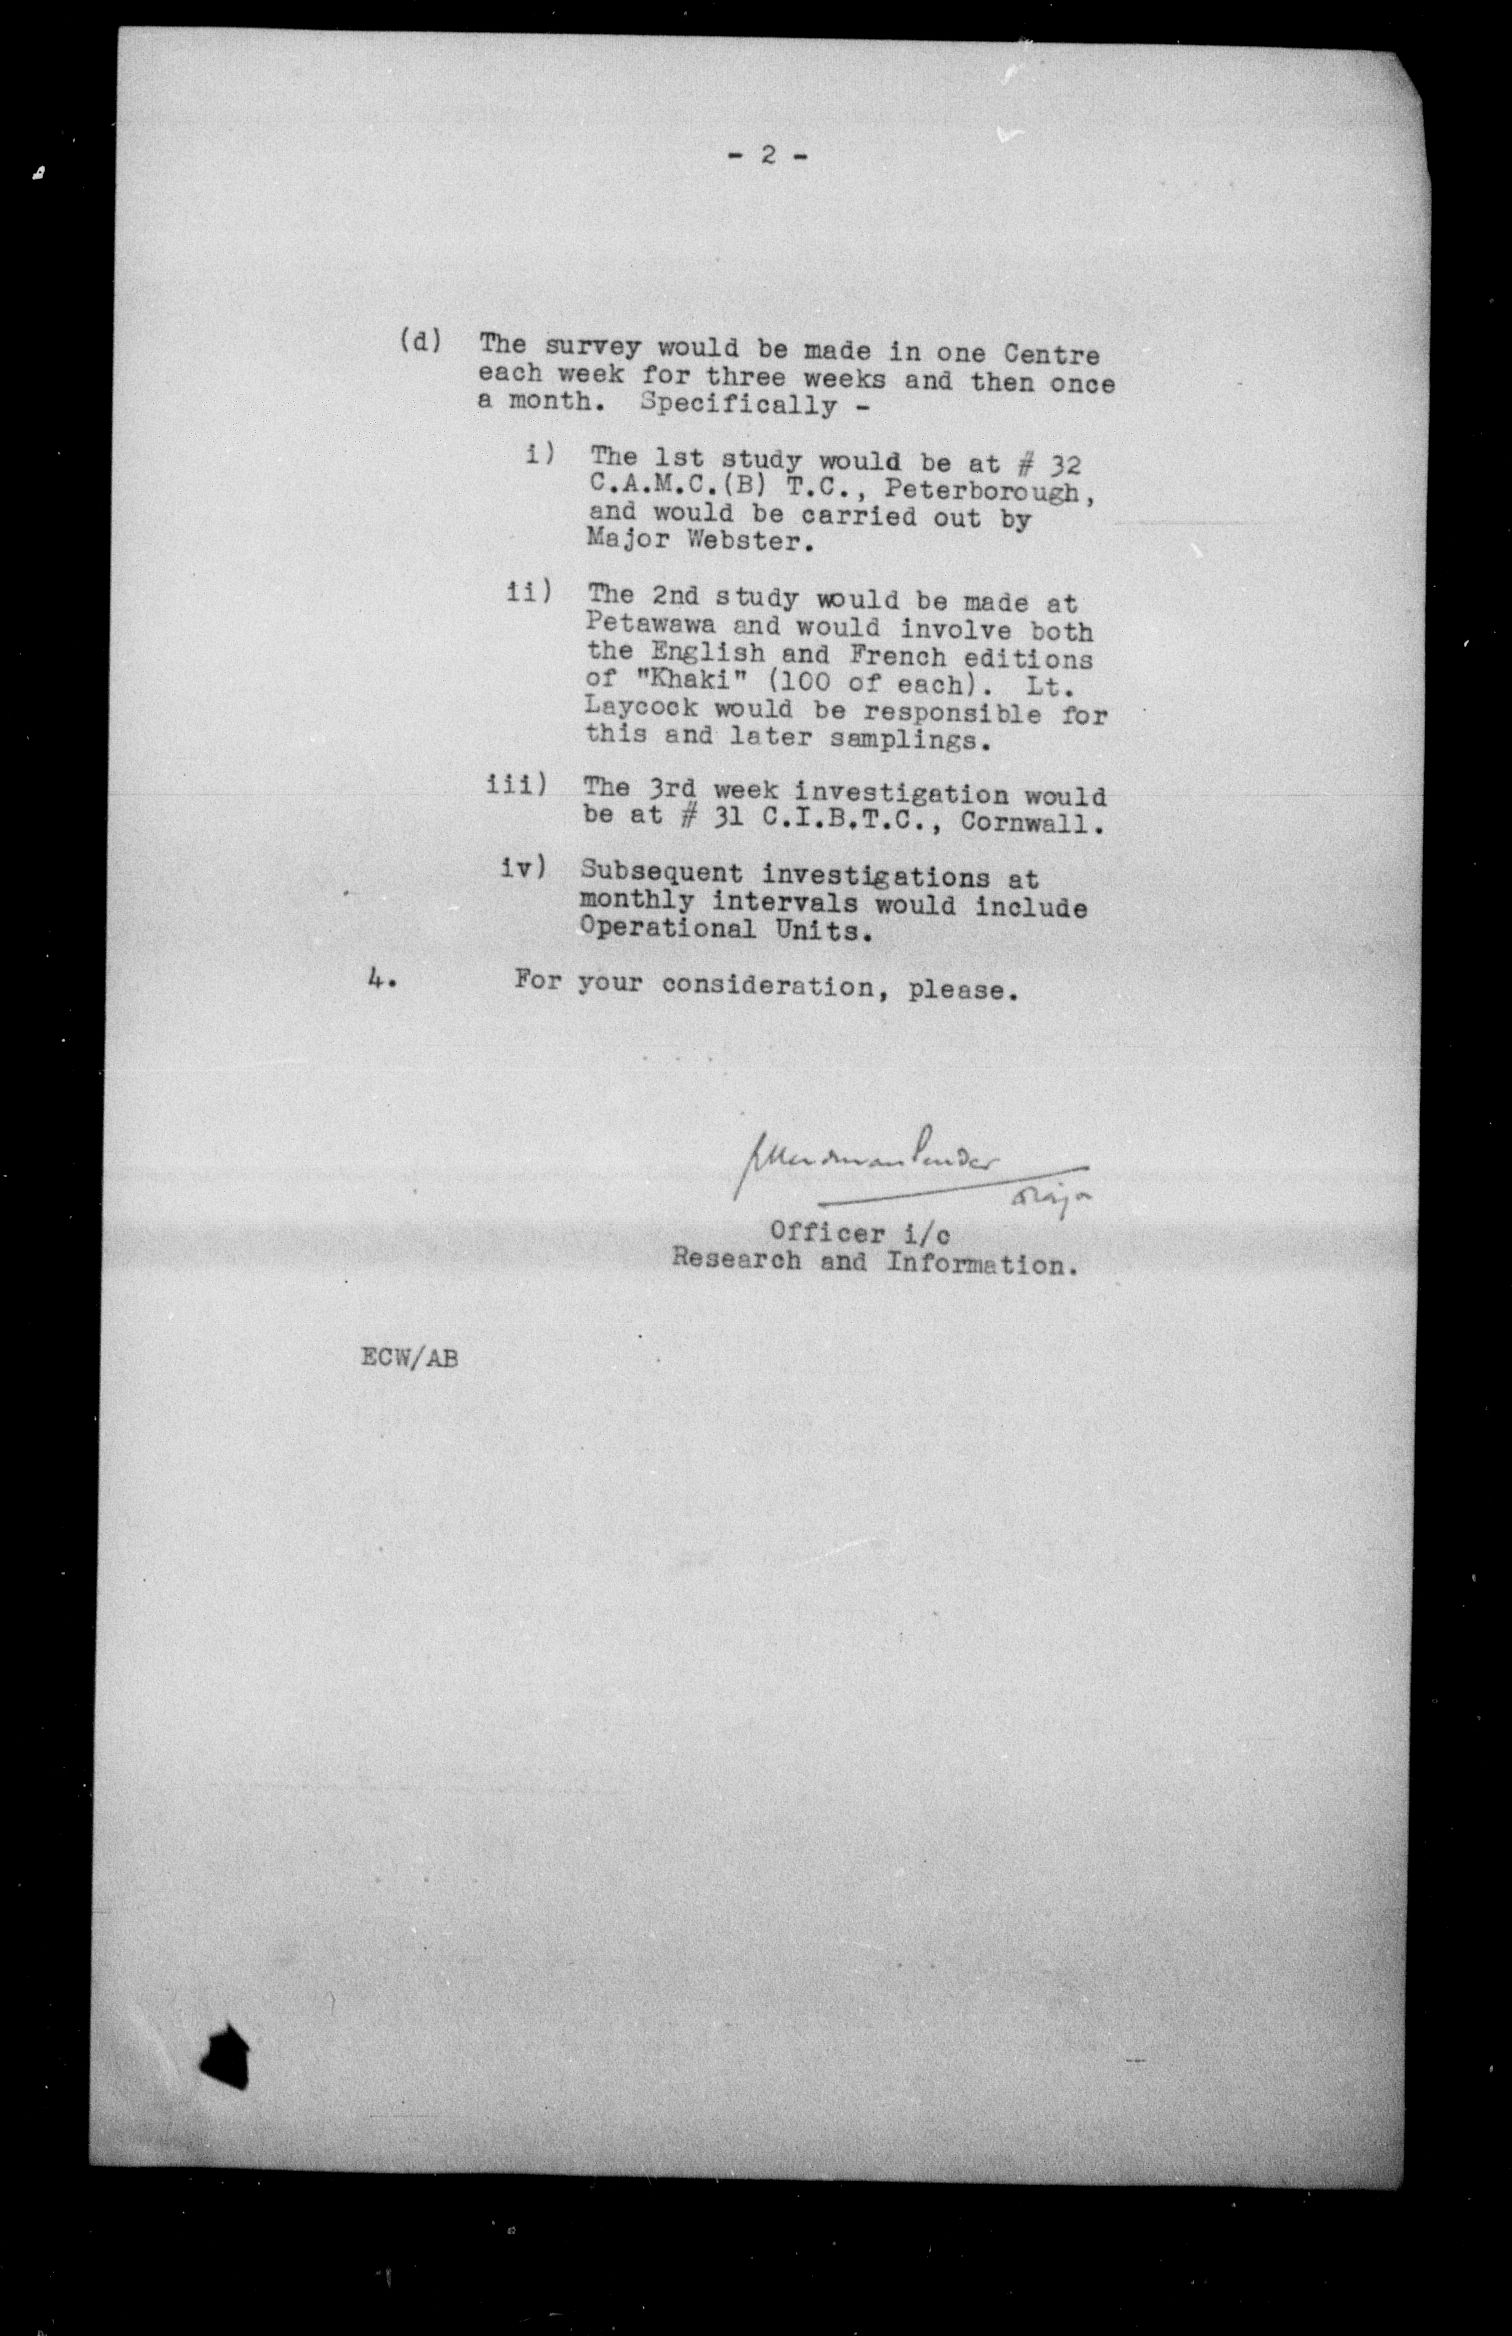 - 2 -
(d) The survey would be made in one Centre
each week for three weeks and then once
a month. Specifically -
i) The 1st study would be at # 32
C.A.M.C.(B) T.C., Peterborough,
and would be carried out by
Major Webster.
ii) The 2nd study would be made at
Petawawa and would involve both
the English and French editions
of "Khaki" (100 of each). Lt.
Laycock would be responsible for
this and later samplings.
iii) The 3rd week investigation would
be at # 31 C.I.B.T.C., Cornwall.
iv) Subsequent investigations at
monthly intervals would include
Operational Units.
4. For your consideration, please.
Officer i/c
Research and Information.
ECW/AB